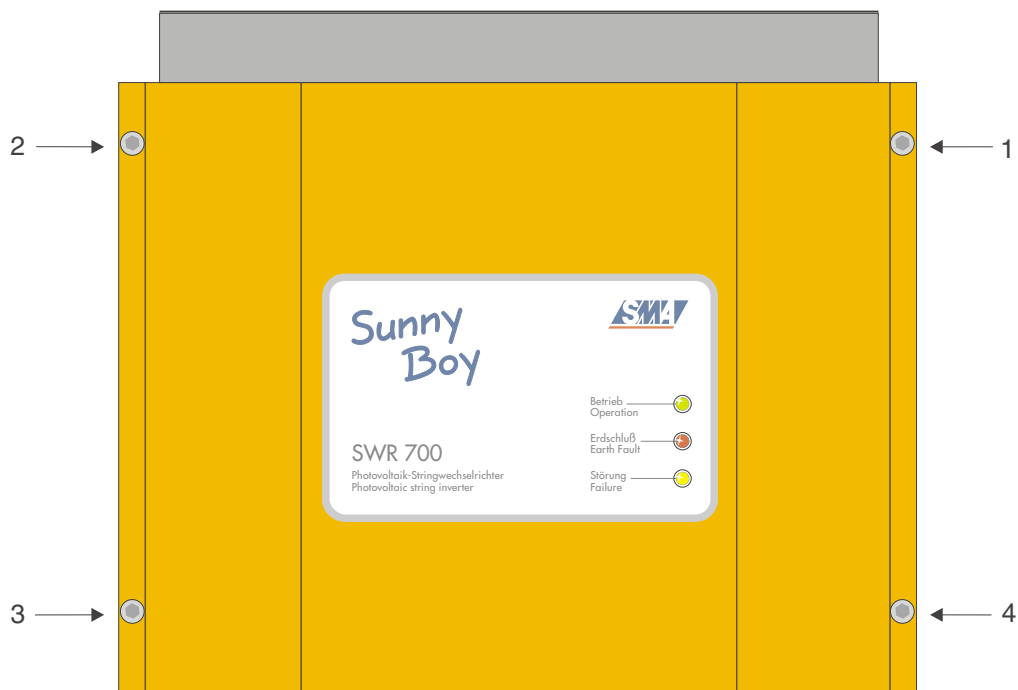 2
1
Sunny
Boy
SMA
Betrieb
Operation
Erdschluß
Earth Fault
SWR 700
Photovoltaik-Stringwechselrichter
Photovoltaic string inverter
Störung
Failure
3
4